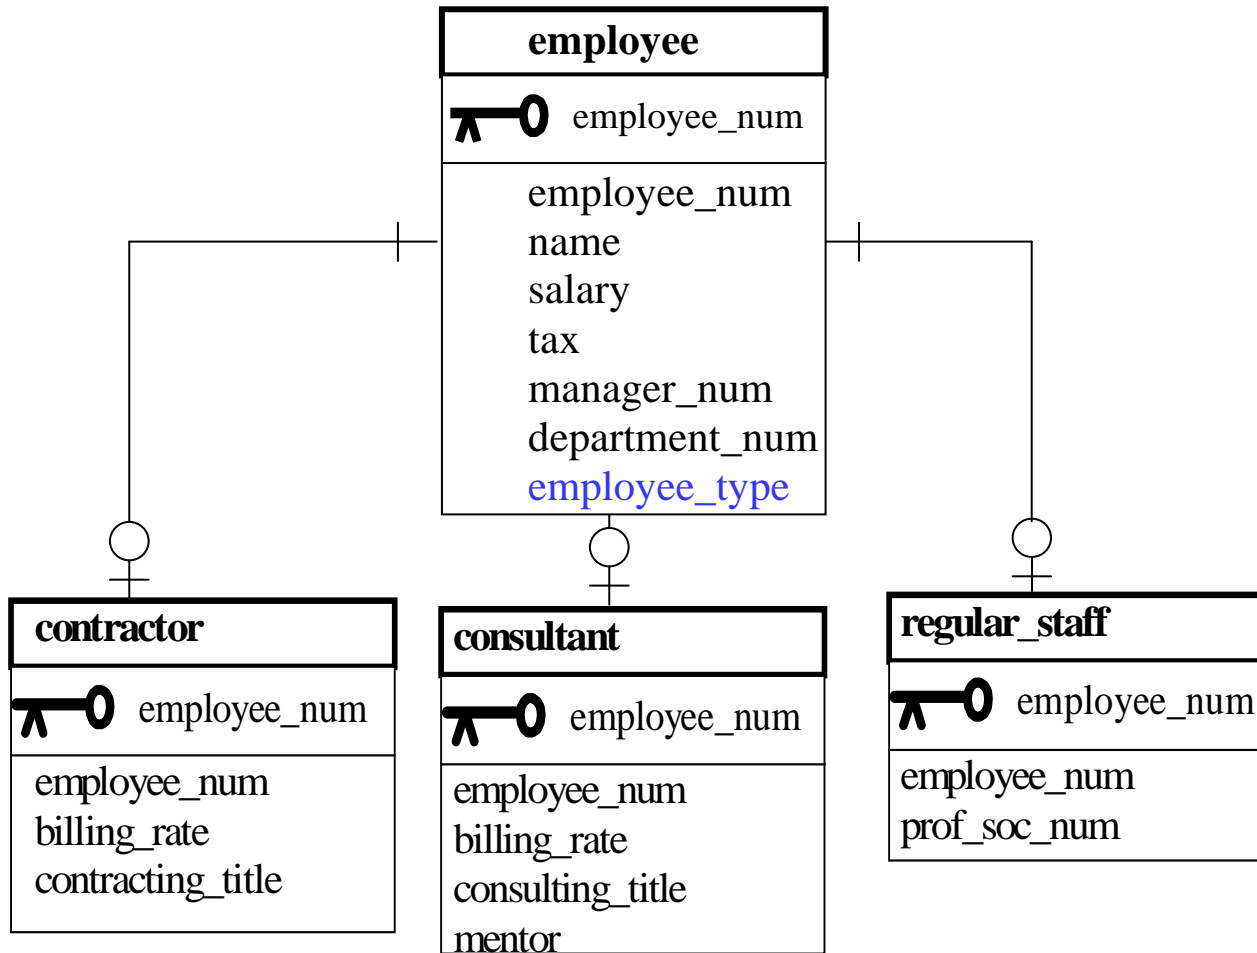 employee
employee_num
employee_num
name
salary
tax
manager_num
department_num
employee_type
contractor
employee_num
employee_num
billing_rate
contracting_title
consultant
employee_num
employee_num
billing_rate
consulting_title
mentor
regular_staff
employee_num
employee_num
prof_soc_num